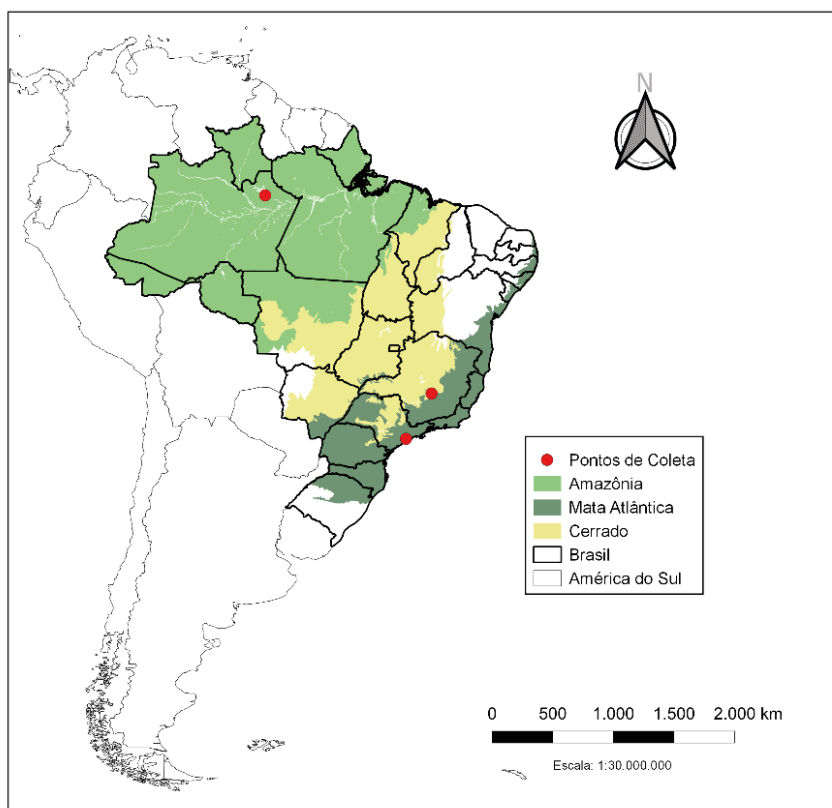 N
Pontos de Coleta
Amazônia
Mata Atlântica
Cerrado
Brasil
América do Sul
0 500 1.000 1.500 2.000 km
Escala: 1:30.000.000